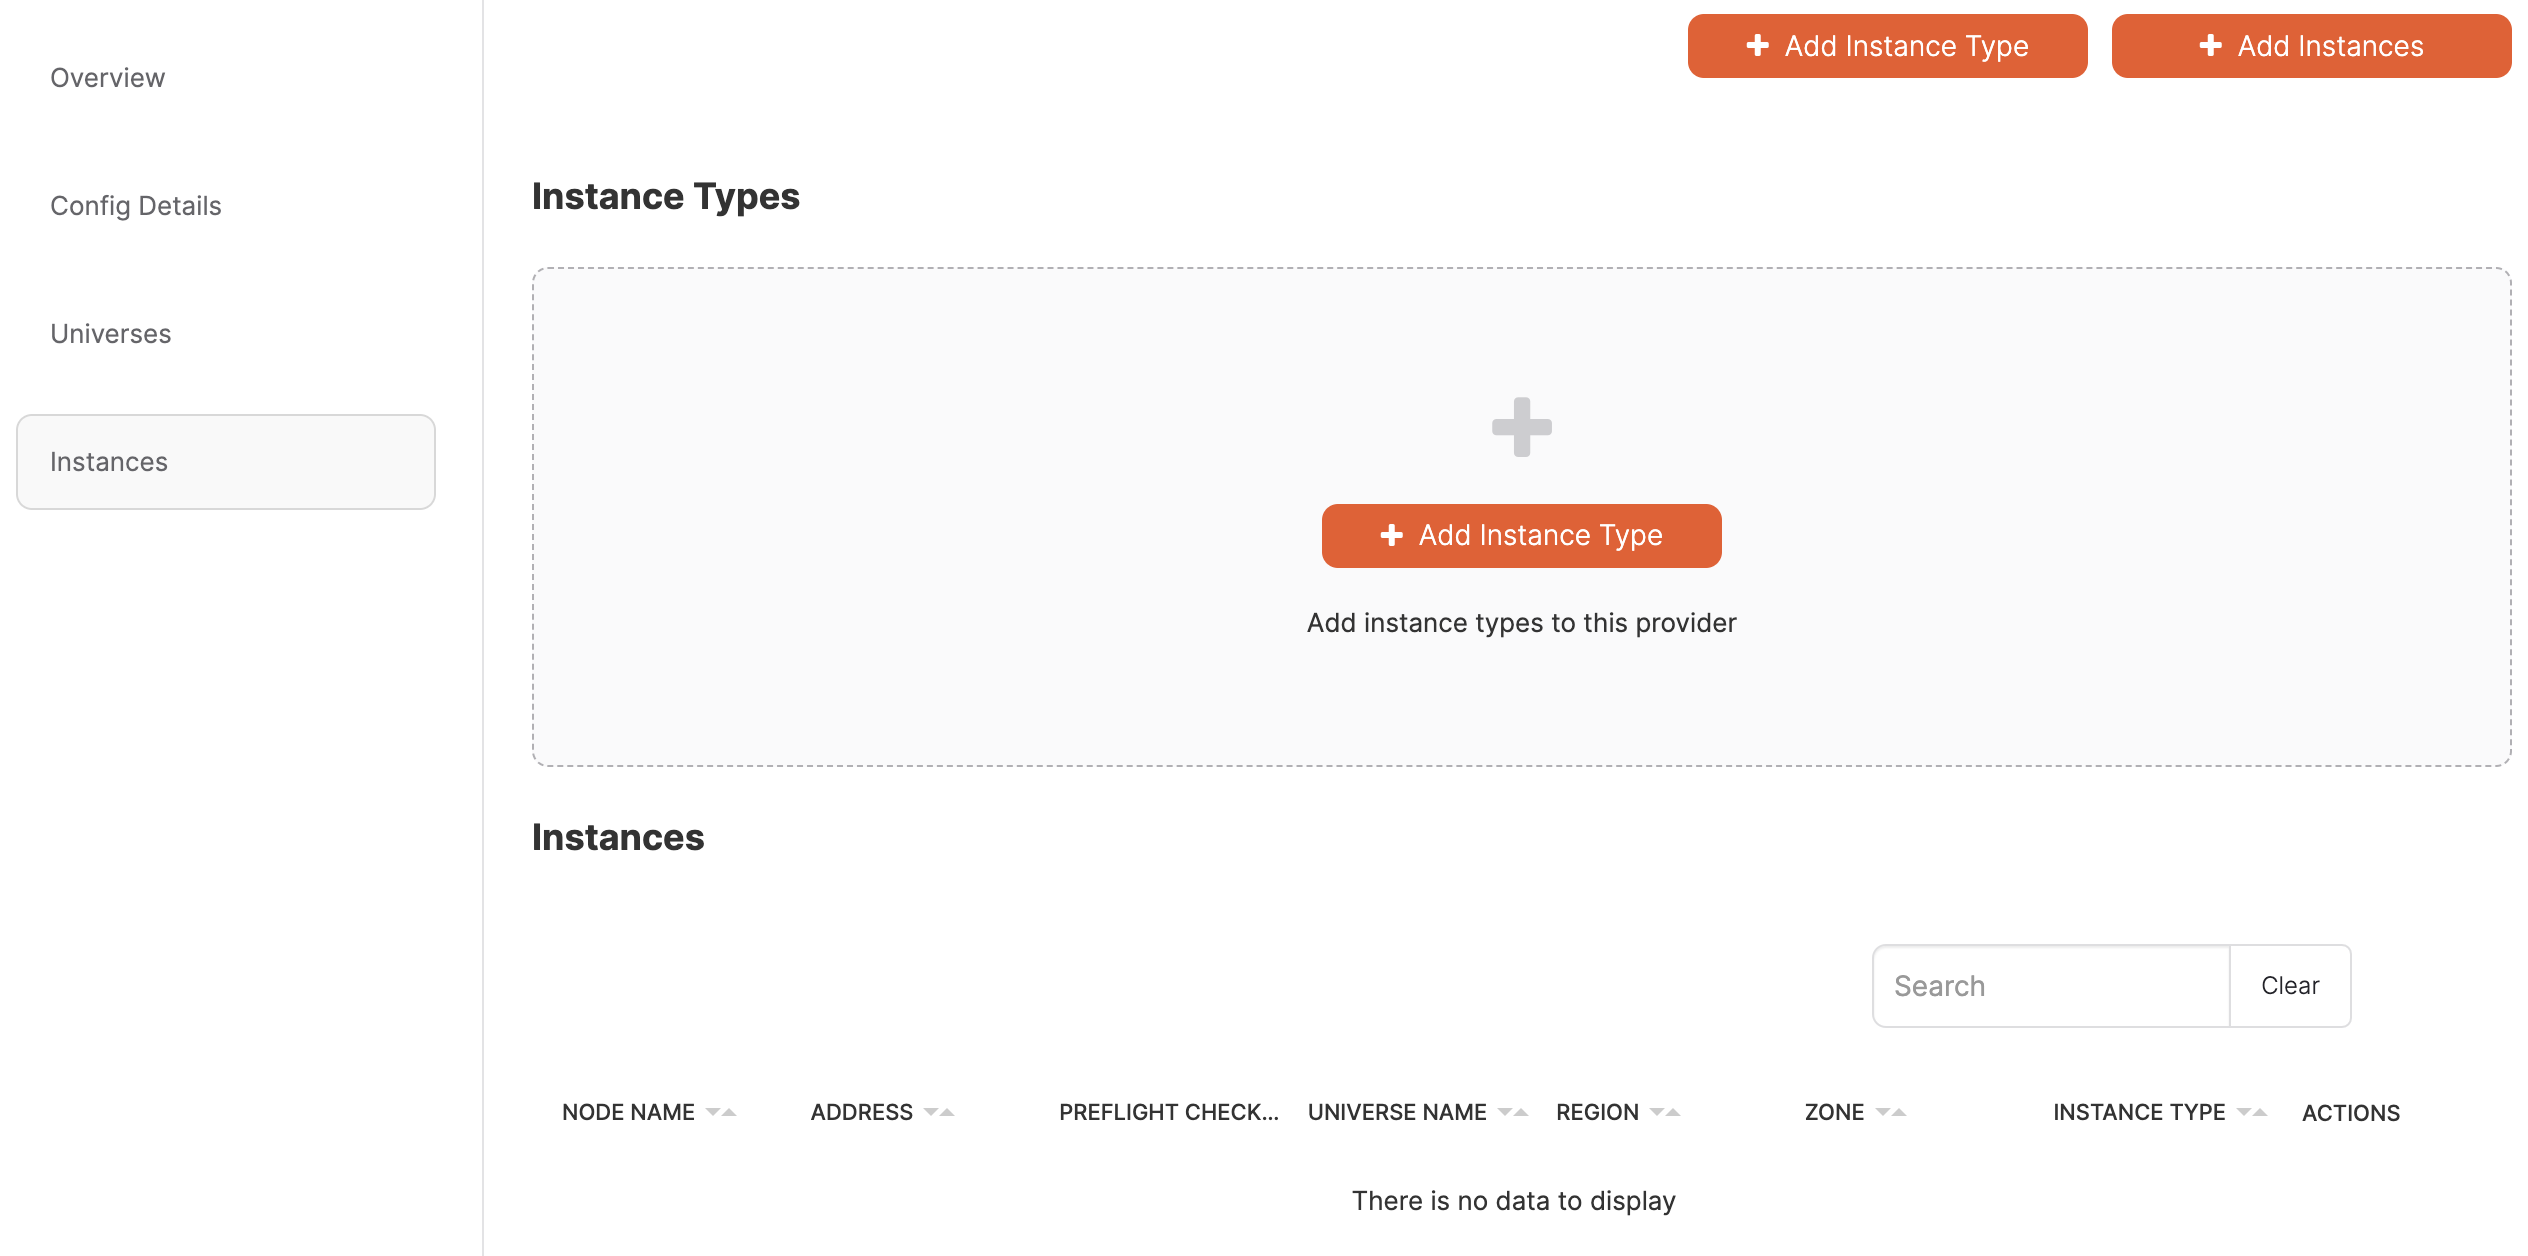 Overview
Config Details
Universes
Instances
Add Instance Type
Add Instances
Instance Types
Add Instance Type
Add instance types to this provider
Instances
Search
Clear
NODE NAME ADDRESS PREFLIGHT CHECK... UNIVERSE NAME REGION ZONE INSTANCE TYPE ACTIONS
There is no data to display